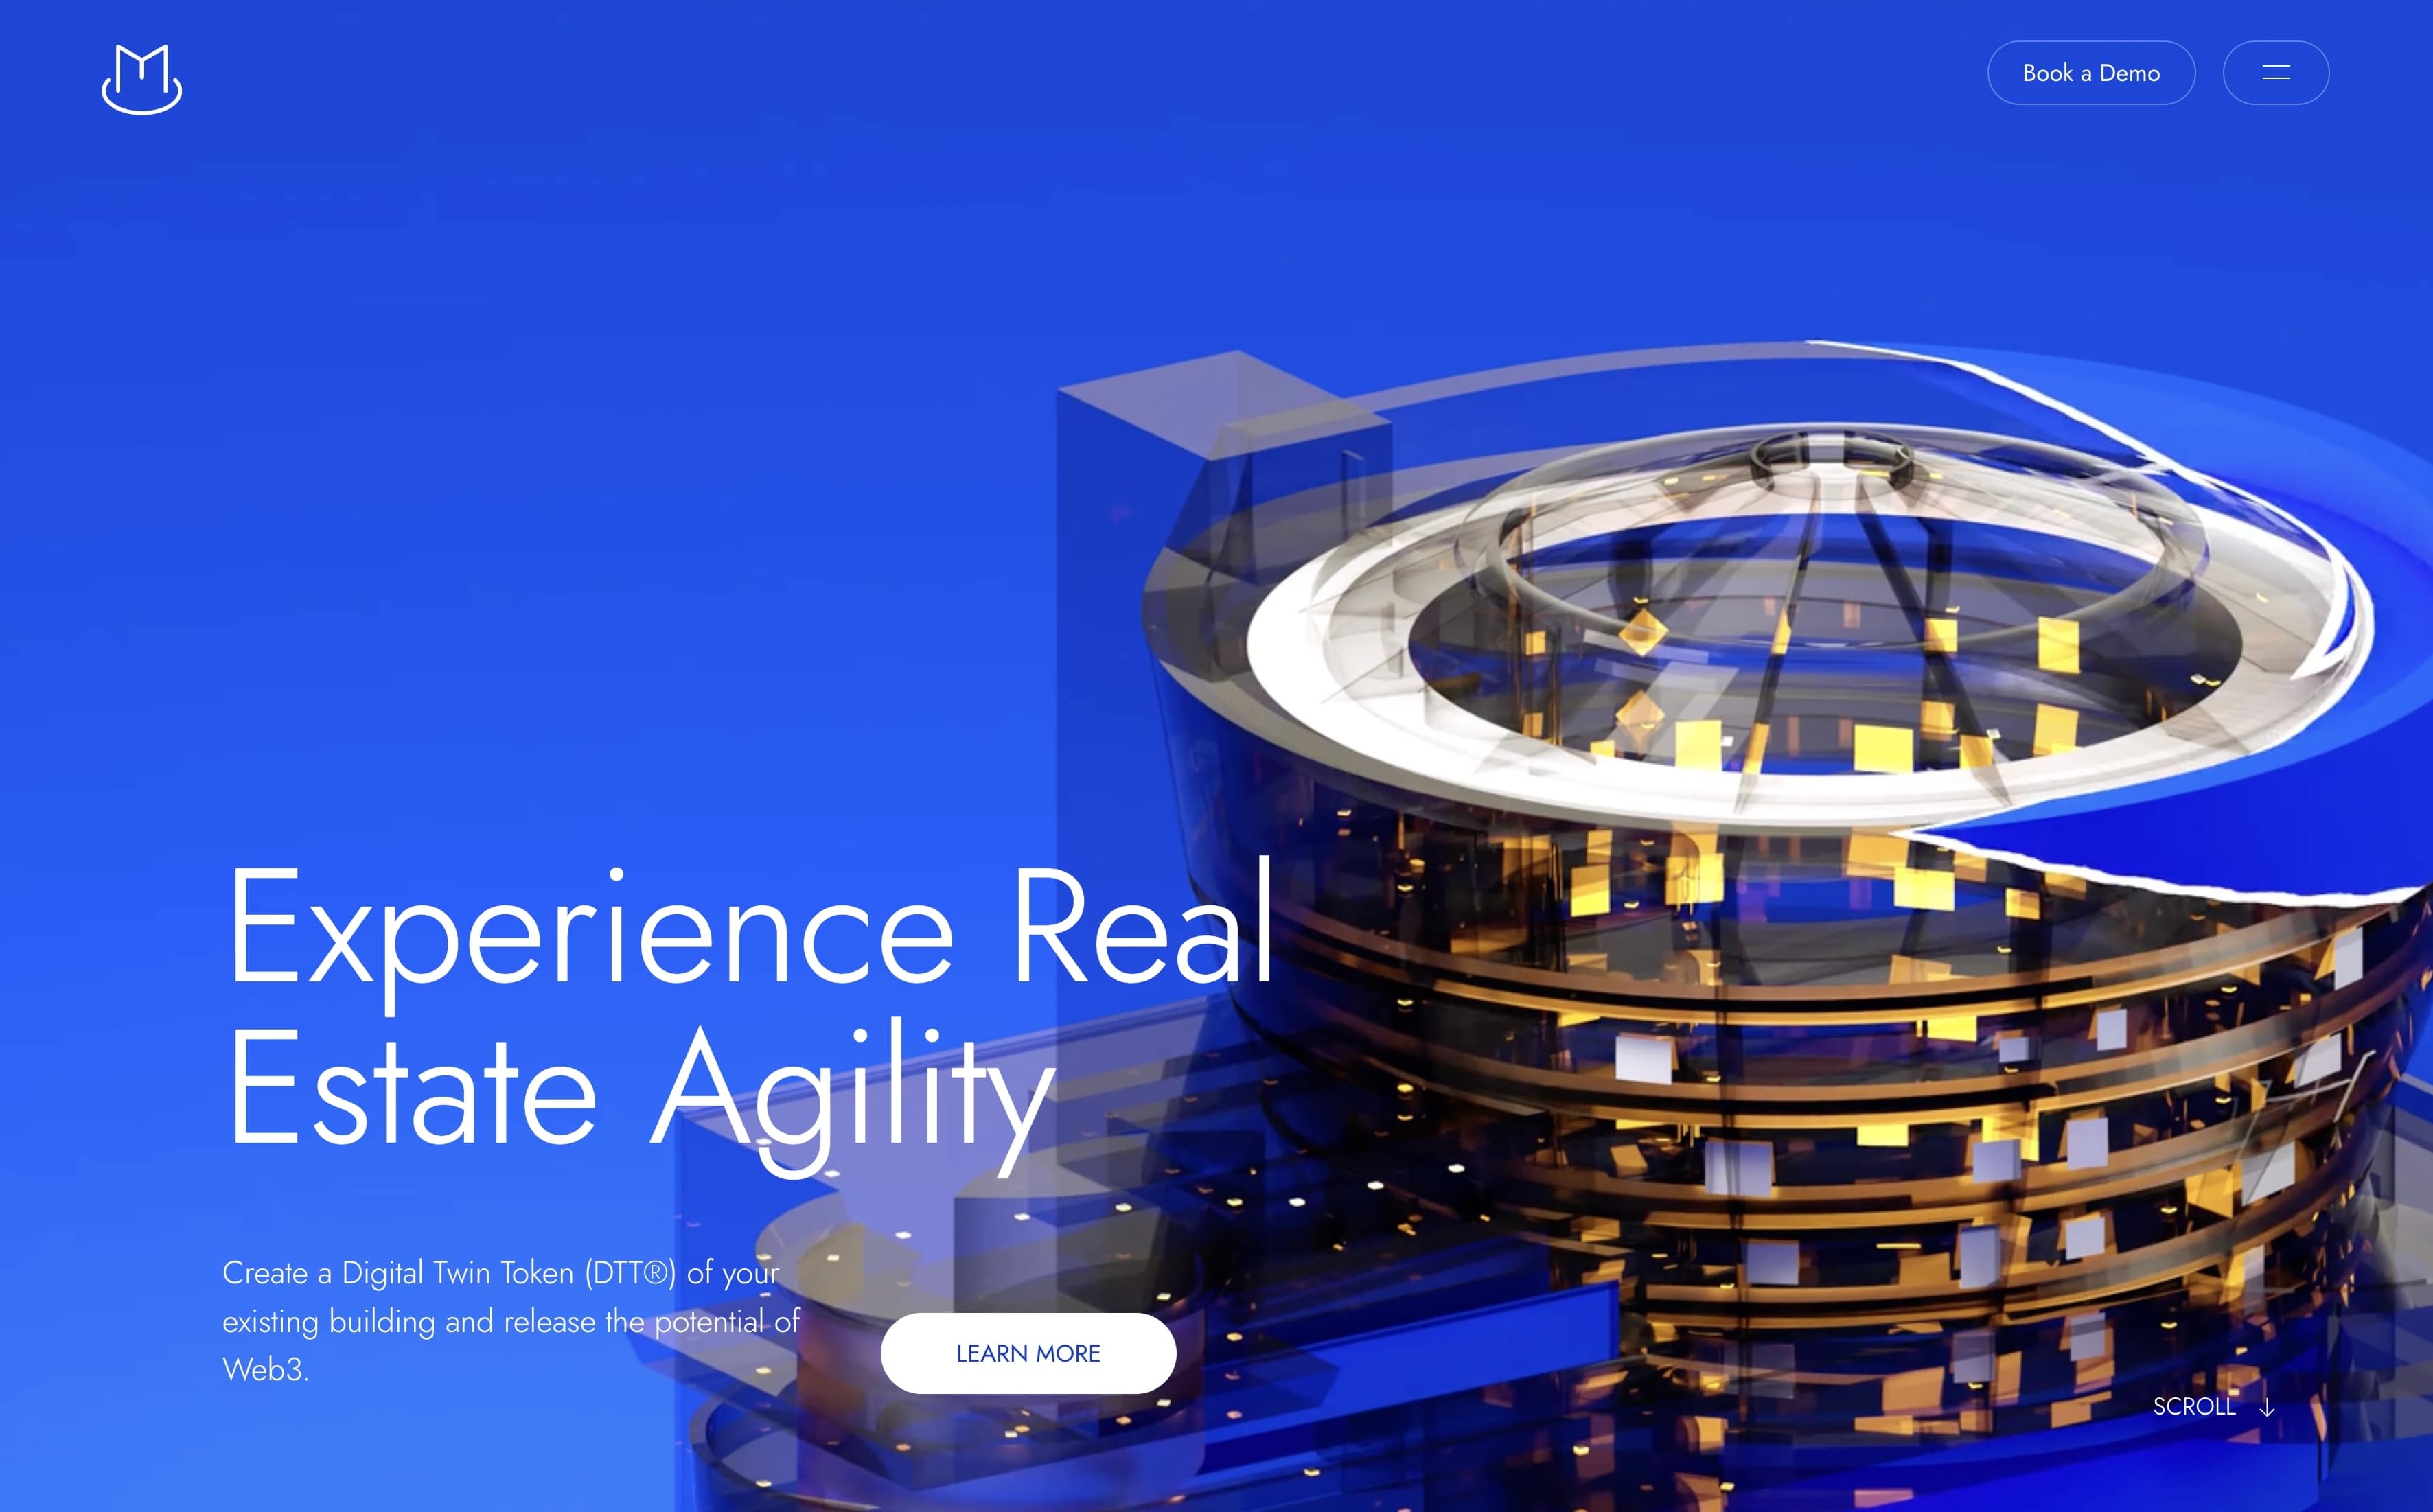 Book a Demo
Experience Real
Estate Agility
Create a Digital Twin Token (DTT®) of your
existing building and release the potential of
Web3.
LEARN MORE
SCROLL ↓